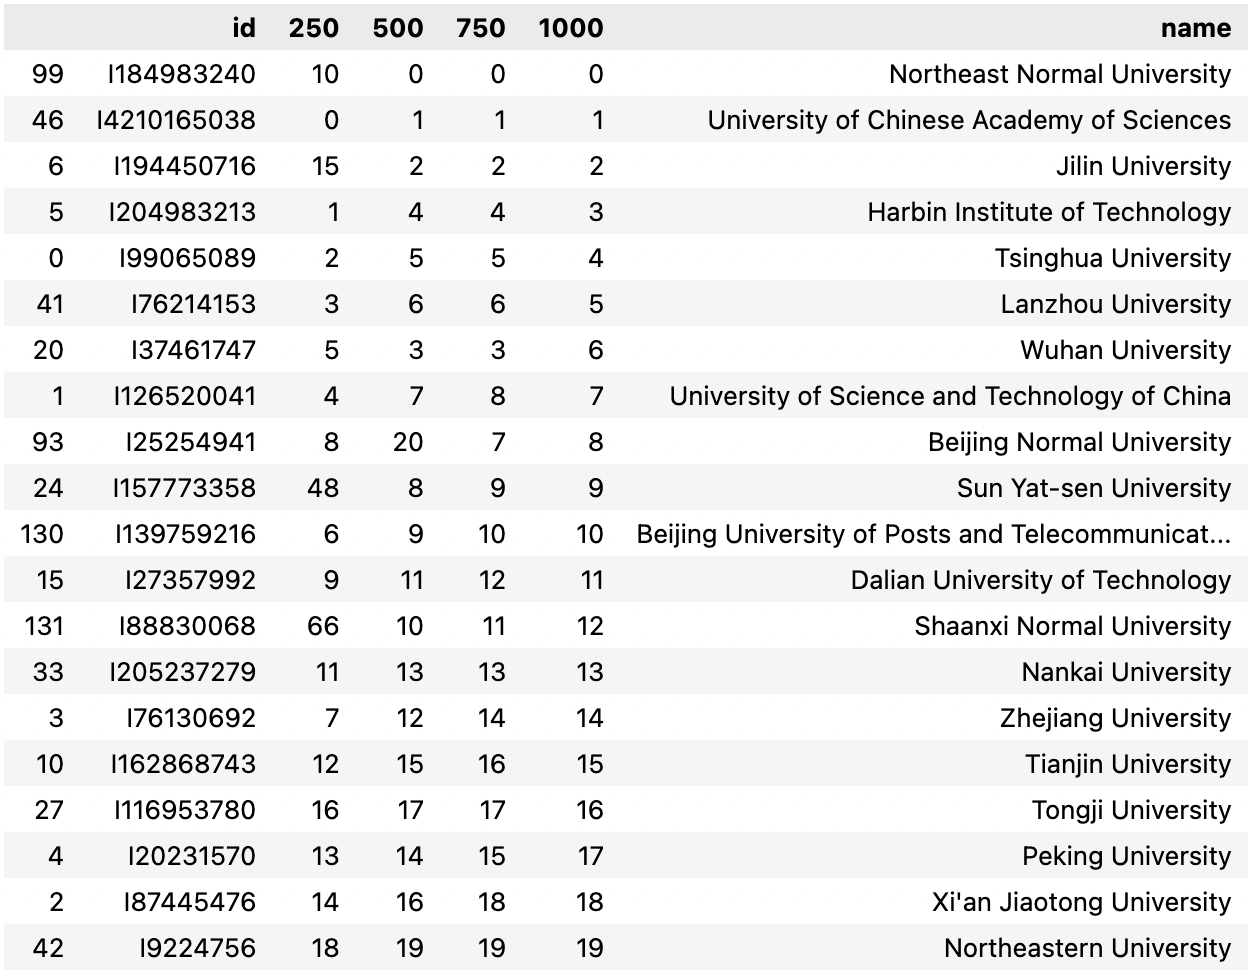 id 250 500 750 1000 name
99 I184983240 10 0 0 0 Northeast Normal University
46 I4210165038 0 1 1 1 University of Chinese Academy of Sciences
6 I194450716 15 2 2 2 Jilin University
5 I204983213 1 4 4 3 Harbin Institute of Technology
0 I99065089 2 5 5 4 Tsinghua University
41 I76214153 3 6 6 5 Lanzhou University
20 I37461747 5 3 3 6 Wuhan University
1 I126520041 4 7 8 7 University of Science and Technology of China
93 I25254941 8 20 7 8 Beijing Normal University
24 I157773358 48 8 9 9 Sun Yat-sen University
130 I139759216 6 9 10 10 Beijing University of Posts and Telecommunicat...
15 I27357992 9 11 12 11 Dalian University of Technology
131 I88830068 66 10 11 12 Shaanxi Normal University
33 I205237279 11 13 13 13 Nankai University
3 I76130692 7 12 14 14 Zhejiang University
10 I162868743 12 15 16 15 Tianjin University
27 I116953780 16 17 17 16 Tongji University
4 I20231570 13 14 15 17 Peking University
2 I87445476 14 16 18 18 Xi'an Jiaotong University
42 I9224756 18 19 19 19 Northeastern University